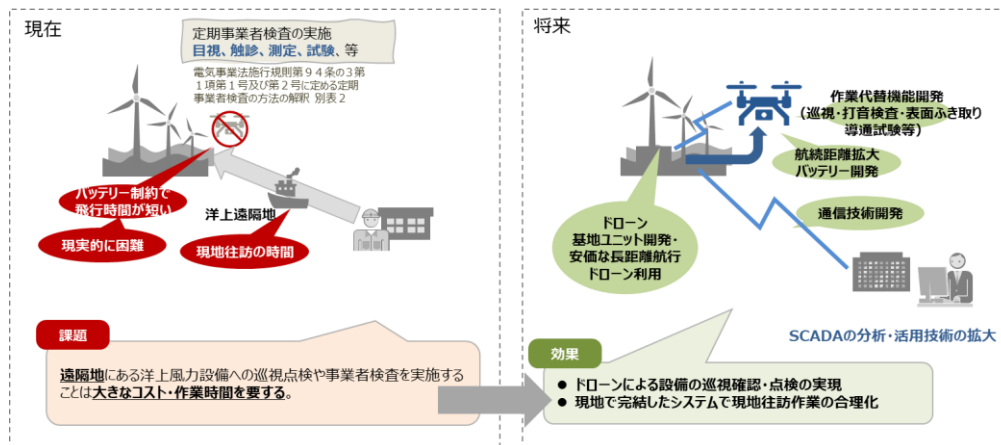 現在
定期事業者検査の実施
目視、触診、測定、試験、等
電気事業法施行規則第94条の3第
1項第1号及び第2号に定める定期
事業者検査の方法の解釈 別表2
バッテリー制約で
飛行時間が短い
現実的に困難
洋上遠隔地
現地往訪の時間
課題
遠隔地にある洋上風力設備への巡視点検や事業者検査を実施する
ことは大きなコスト・作業時間を要する。
将来
作業代替機能開発
(巡視・打音検査・表面ふき取り
導通試験等)
航続距離拡大
バッテリー開発
通信技術開発
ドローン
基地ユニット開発・
安価な長距離航行
ドローン利用
SCADAの分析・活用技術の拡大
効果
● ドローンによる設備の巡視確認・点検の実現
● 現地で完結したシステムで現地往訪作業の合理化